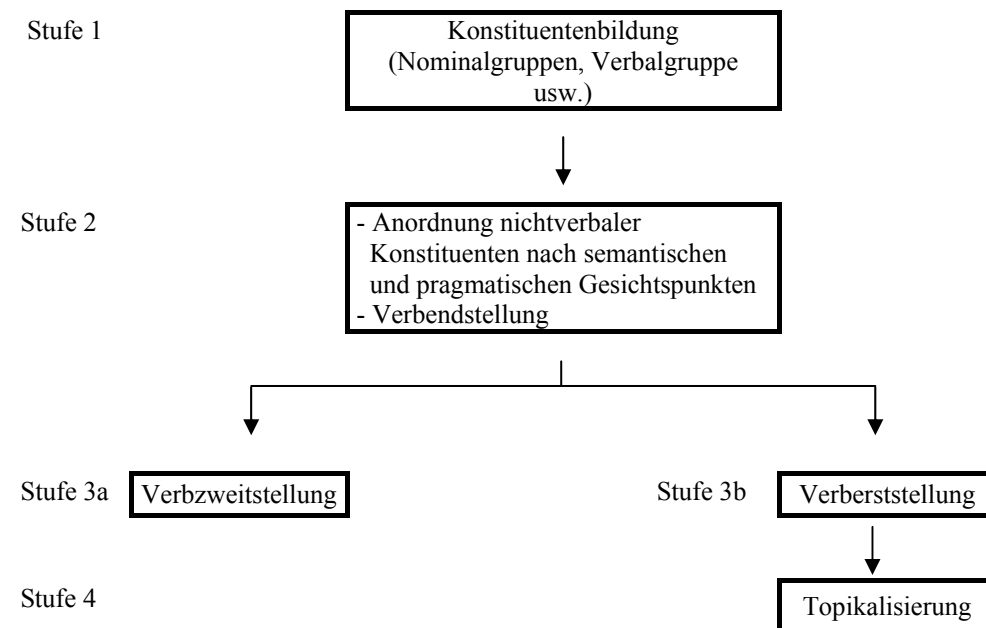 Stufe 1
Konstituentenbildung
(Nominalgruppen, Verbalgruppe
usw.)
Stufe 2
- Anordnung nichtverbaler
Konstituenten nach semantischen
und pragmatischen Gesichtspunkten
- Verbendstellung
Stufe 3a
Verbzweitstellung
Stufe 3b
Verberststellung
Stufe 4
Topikalisierung